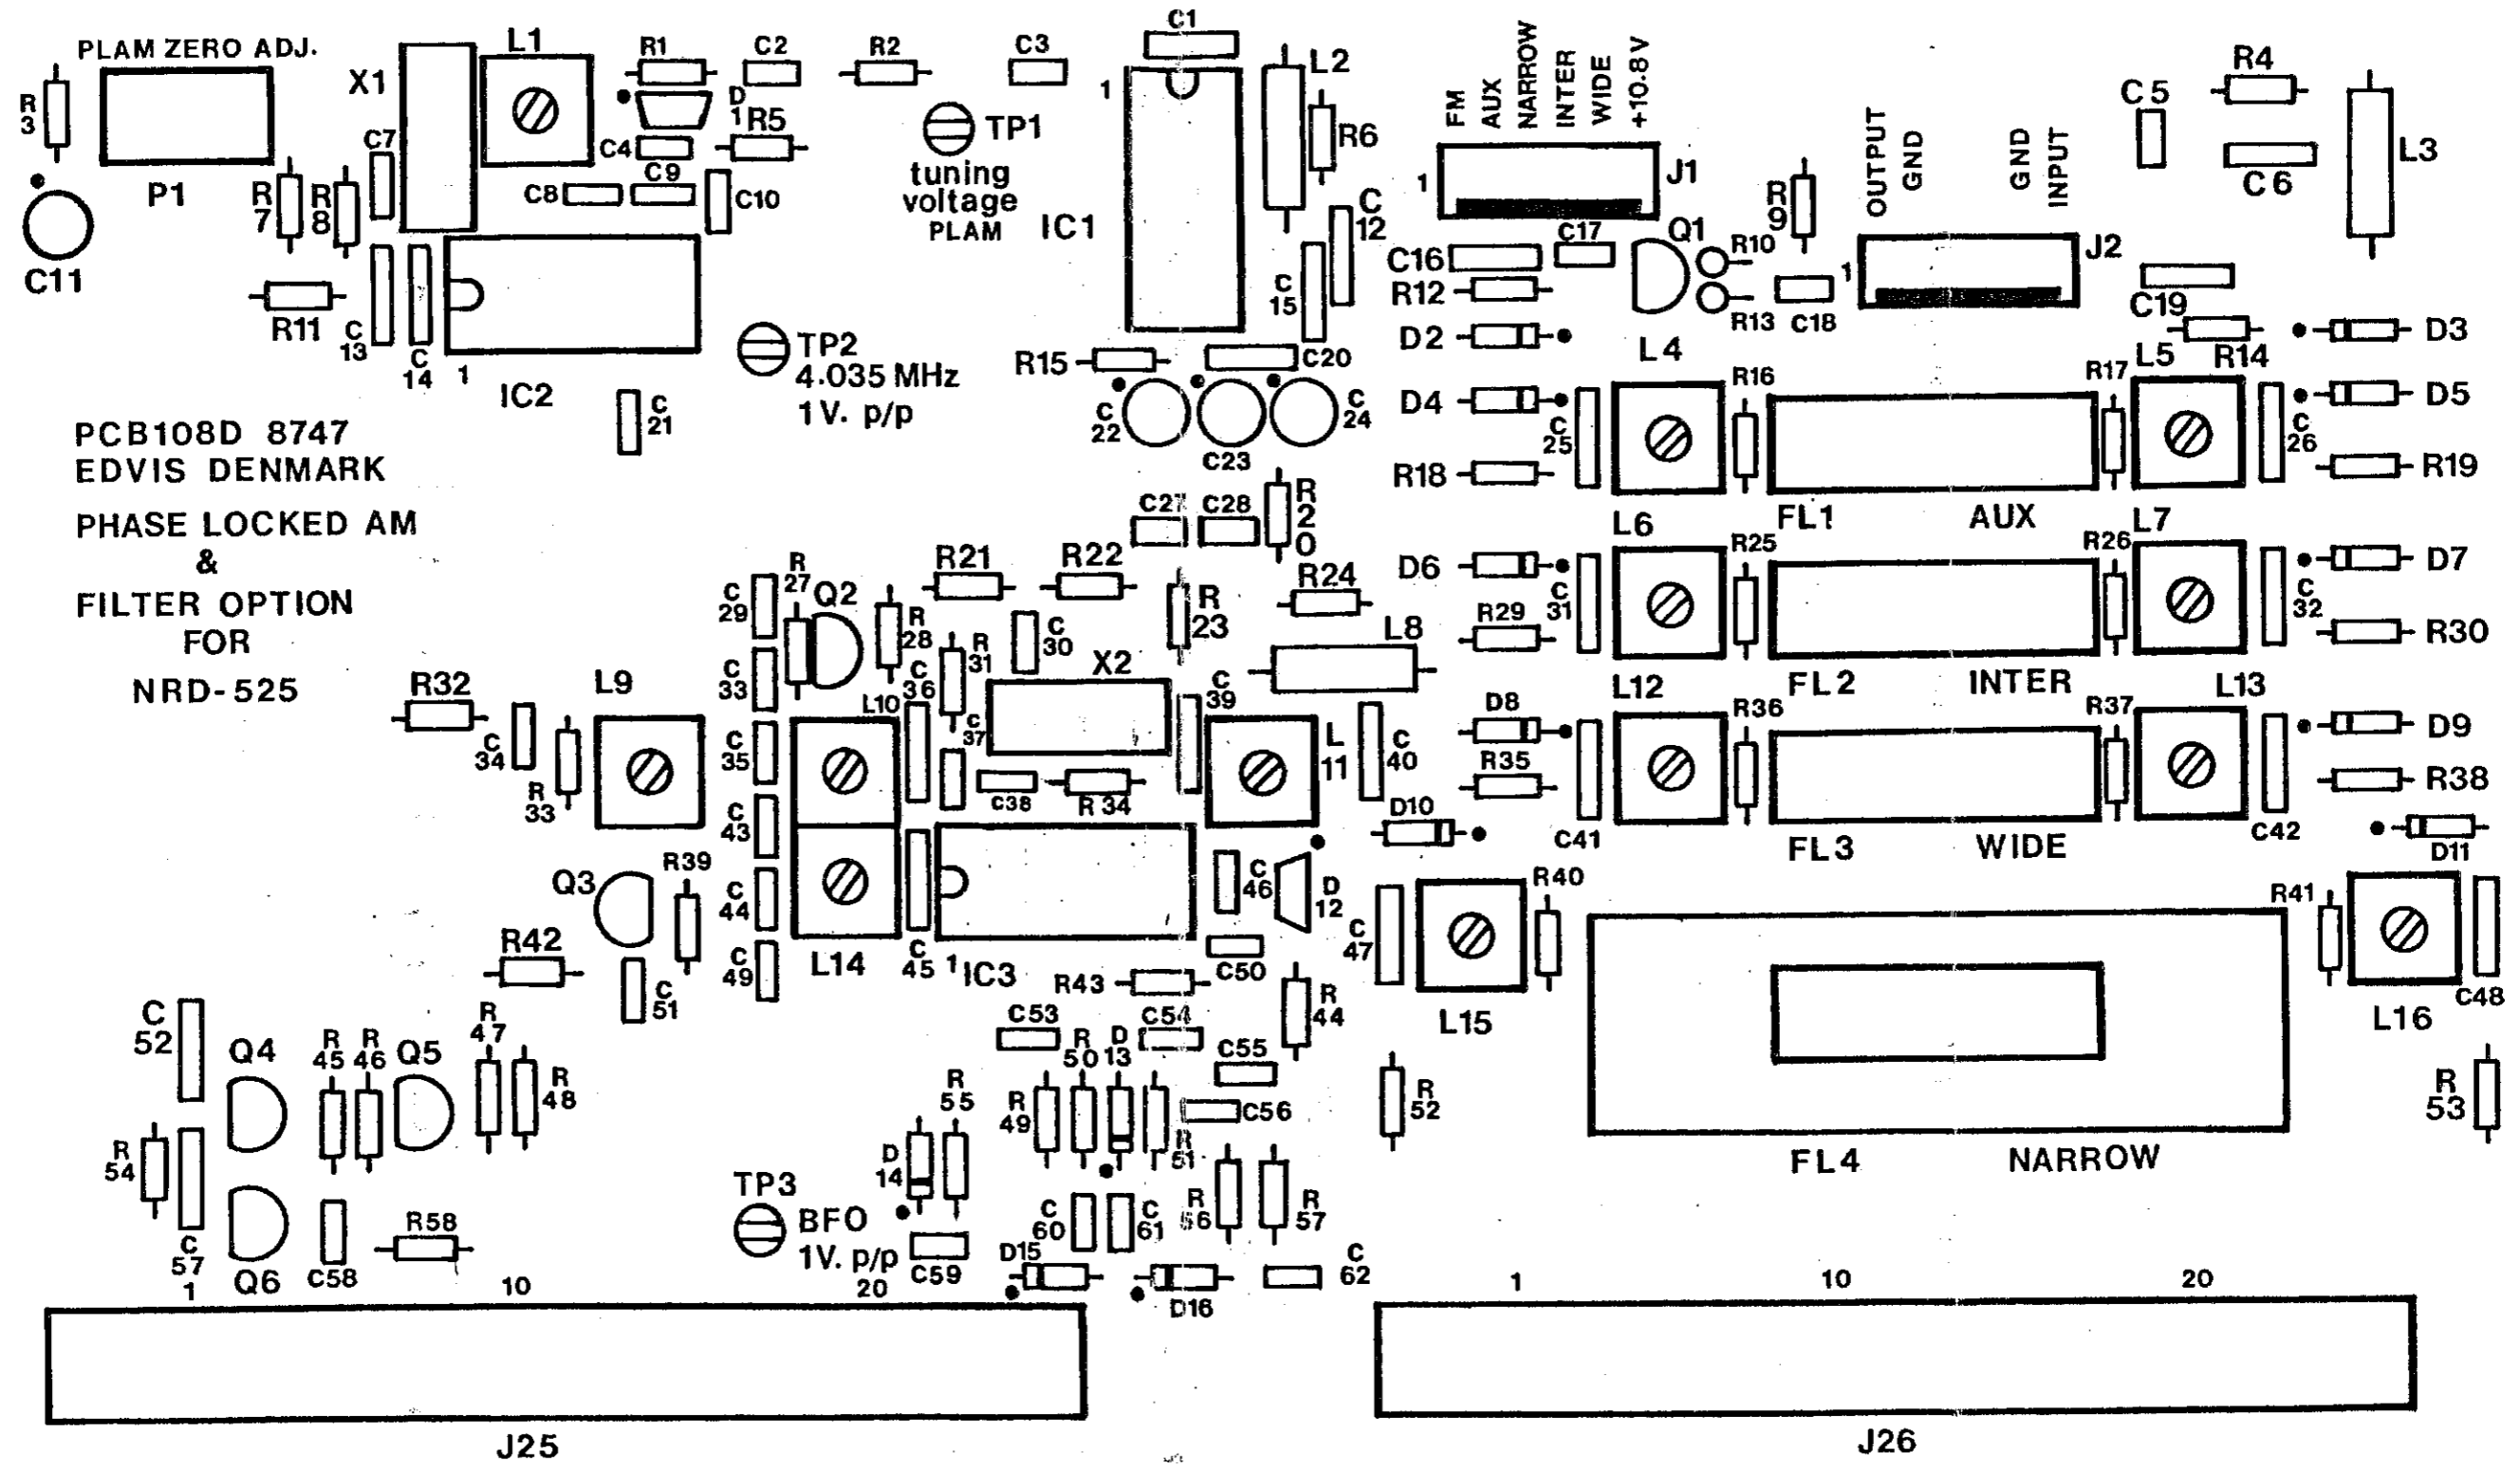 PLAM ZERO ADJ.
R3
P1
C11
X1
L1
C7
R7
R8
R11
C13
C14
1
IC2
R1
D1
C2
R2
C3
C4
R5
C8
C9
C10
TP1
tuning
voltage
PLAM
TP2
4.035 MHz
1V. p/p
C21
C1
1
IC1
L2
R6
C12
C15
R15
C20
C22
C23
C24
FM
AUX
NARROW
INTER
WIDE
+10.8V
1
J1
C16
C17
R12
Q1
R10
R13
R9
C18
OUTPUT
GND
GND
INPUT
1
J2
C5
R4
C6
L3
C19
R14
D2
D3
D4
D5
L4
R16
R17
L5
C25
C26
R18
R19
FL1 AUX
PCB108D 8747
EDVIS DENMARK
PHASE LOCKED AM
&
FILTER OPTION
FOR
NRD-525
C27
C28
R20
R21
R22
R23
R24
L8
C29
R27
Q2
R28
C30
R31
C33
X2
C36
C37
C39
L10
L6
R25
R26
L7
D6
D7
C31
C32
R29
R30
FL2 INTER
L12
R36
R37
L13
D8
D9
R35
R38
C41
C42
FL3 WIDE
R32
C34
R33
L9
C35
C38
R34
L11
C40
D10
D11
C43
C44
C49
L14
C45
1
IC3
C46
D12
C50
R43
R44
Q3
R39
R42
C51
C47
L15
R40
R41
L16
C48
FL4 NARROW
R52
R53
C52
Q4
R45
R46
Q5
R47
R48
R54
C57
Q6
C58
R58
C53
C54
R50
D13
R49
R51
C55
C56
R55
D14
TP3
BFO
1V. p/p
C59
C60
C61
R56
R57
D15
D16
C62
1 10 20
J25
1 10 20
J26